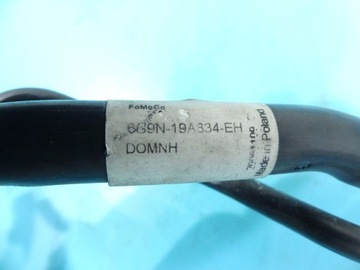 FoMoCo
6G9N-19A834-EH
DOMNH
Made in Poland